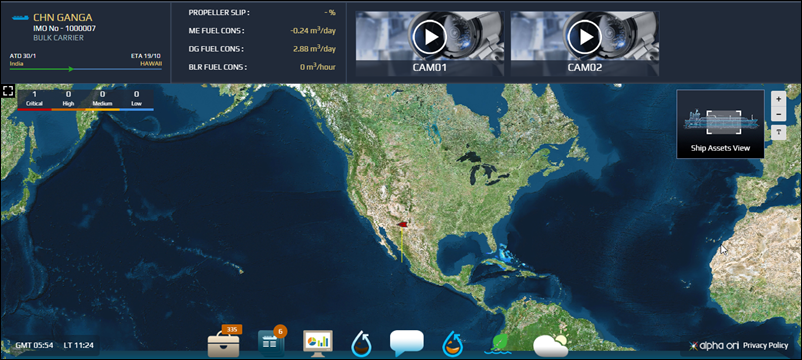 CHN GANGA
IMO No - 1000007
BULK CARRIER
ATD 30/1 ETA 19/10
India HAWAII
PROPELLER SLIP : - %
ME FUEL CONS : -0.24 m³/day
DG FUEL CONS : 2.88 m³/day
BLR FUEL CONS : 0 m³/hour
CAM01 CAM02
1 0 0 0
Critical High Medium Low
+
−
Ship Assets View
335 6
GMT 05:54 LT 11:24
alpha ori Privacy Policy